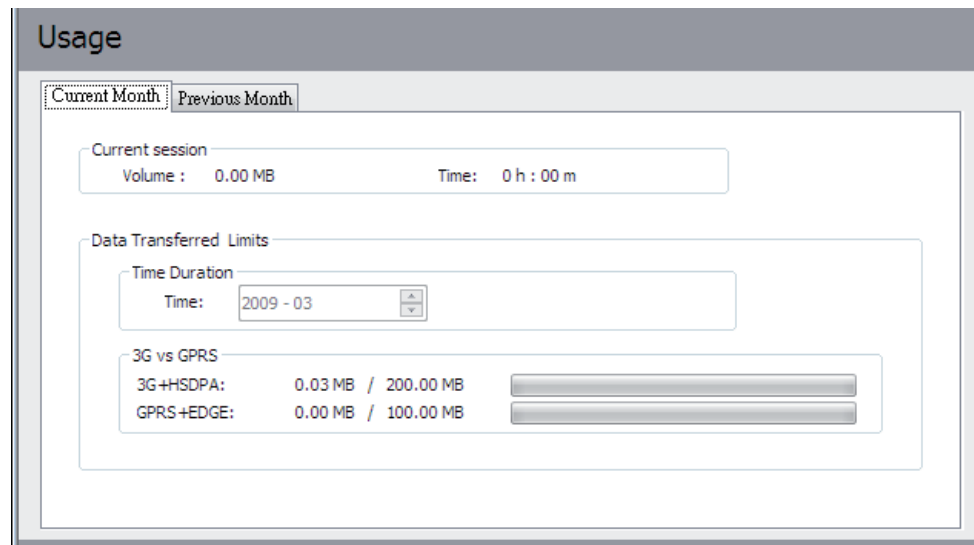 Usage
Current Month Previous Month
Current session
Volume : 0.00 MB Time: 0 h : 00 m
Data Transferred Limits
Time Duration
Time: 2009 - 03
3G vs GPRS
3G+HSDPA: 0.03 MB / 200.00 MB
GPRS+EDGE: 0.00 MB / 100.00 MB